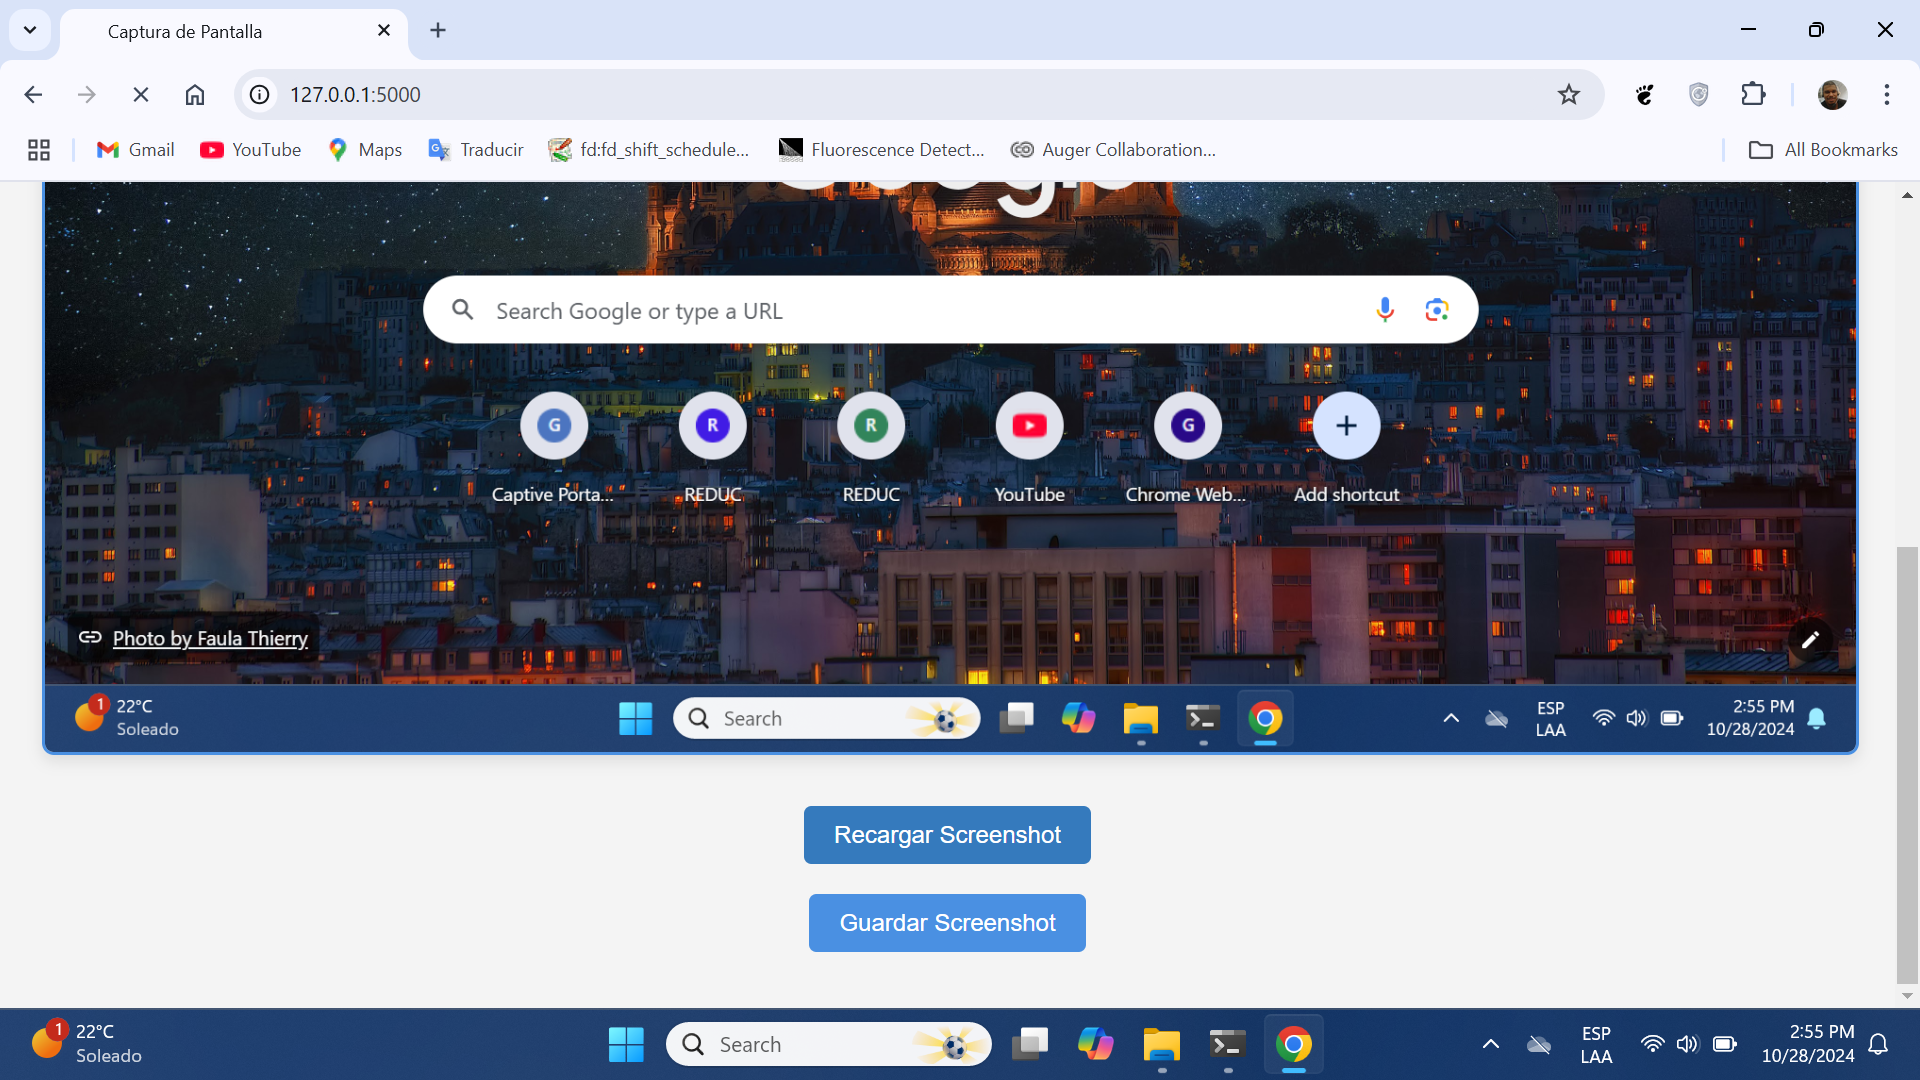 Captura de Pantalla
127.0.0.1:5000
Gmail
YouTube
Maps
Traducir
fd:fd_shift_schedule...
Fluorescence Detect...
Auger Collaboration...
All Bookmarks
Search Google or type a URL
G
R
R
G
Captive Porta...
REDUC
REDUC
YouTube
Chrome Web...
Add shortcut
Photo by Faula Thierry
1
22°C
Soleado
Search
ESP
LAA
2:55 PM
10/28/2024
Recargar Screenshot
Guardar Screenshot
1
22°C
Soleado
Search
ESP
LAA
2:55 PM
10/28/2024